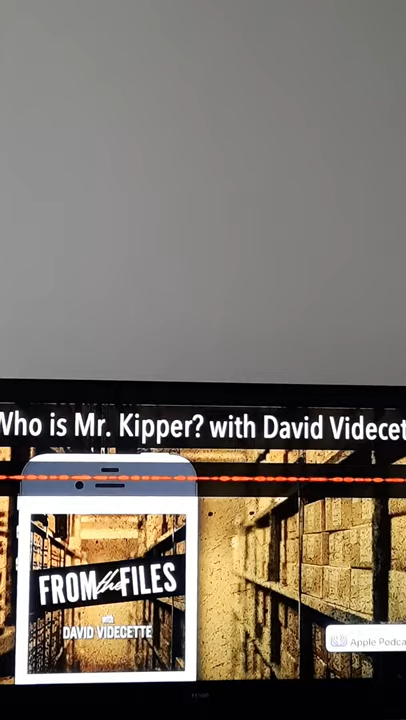 Who is Mr. Kipper? with David Videcet
FROM the FILES
with
DAVID VIDECETTE
Apple Podca